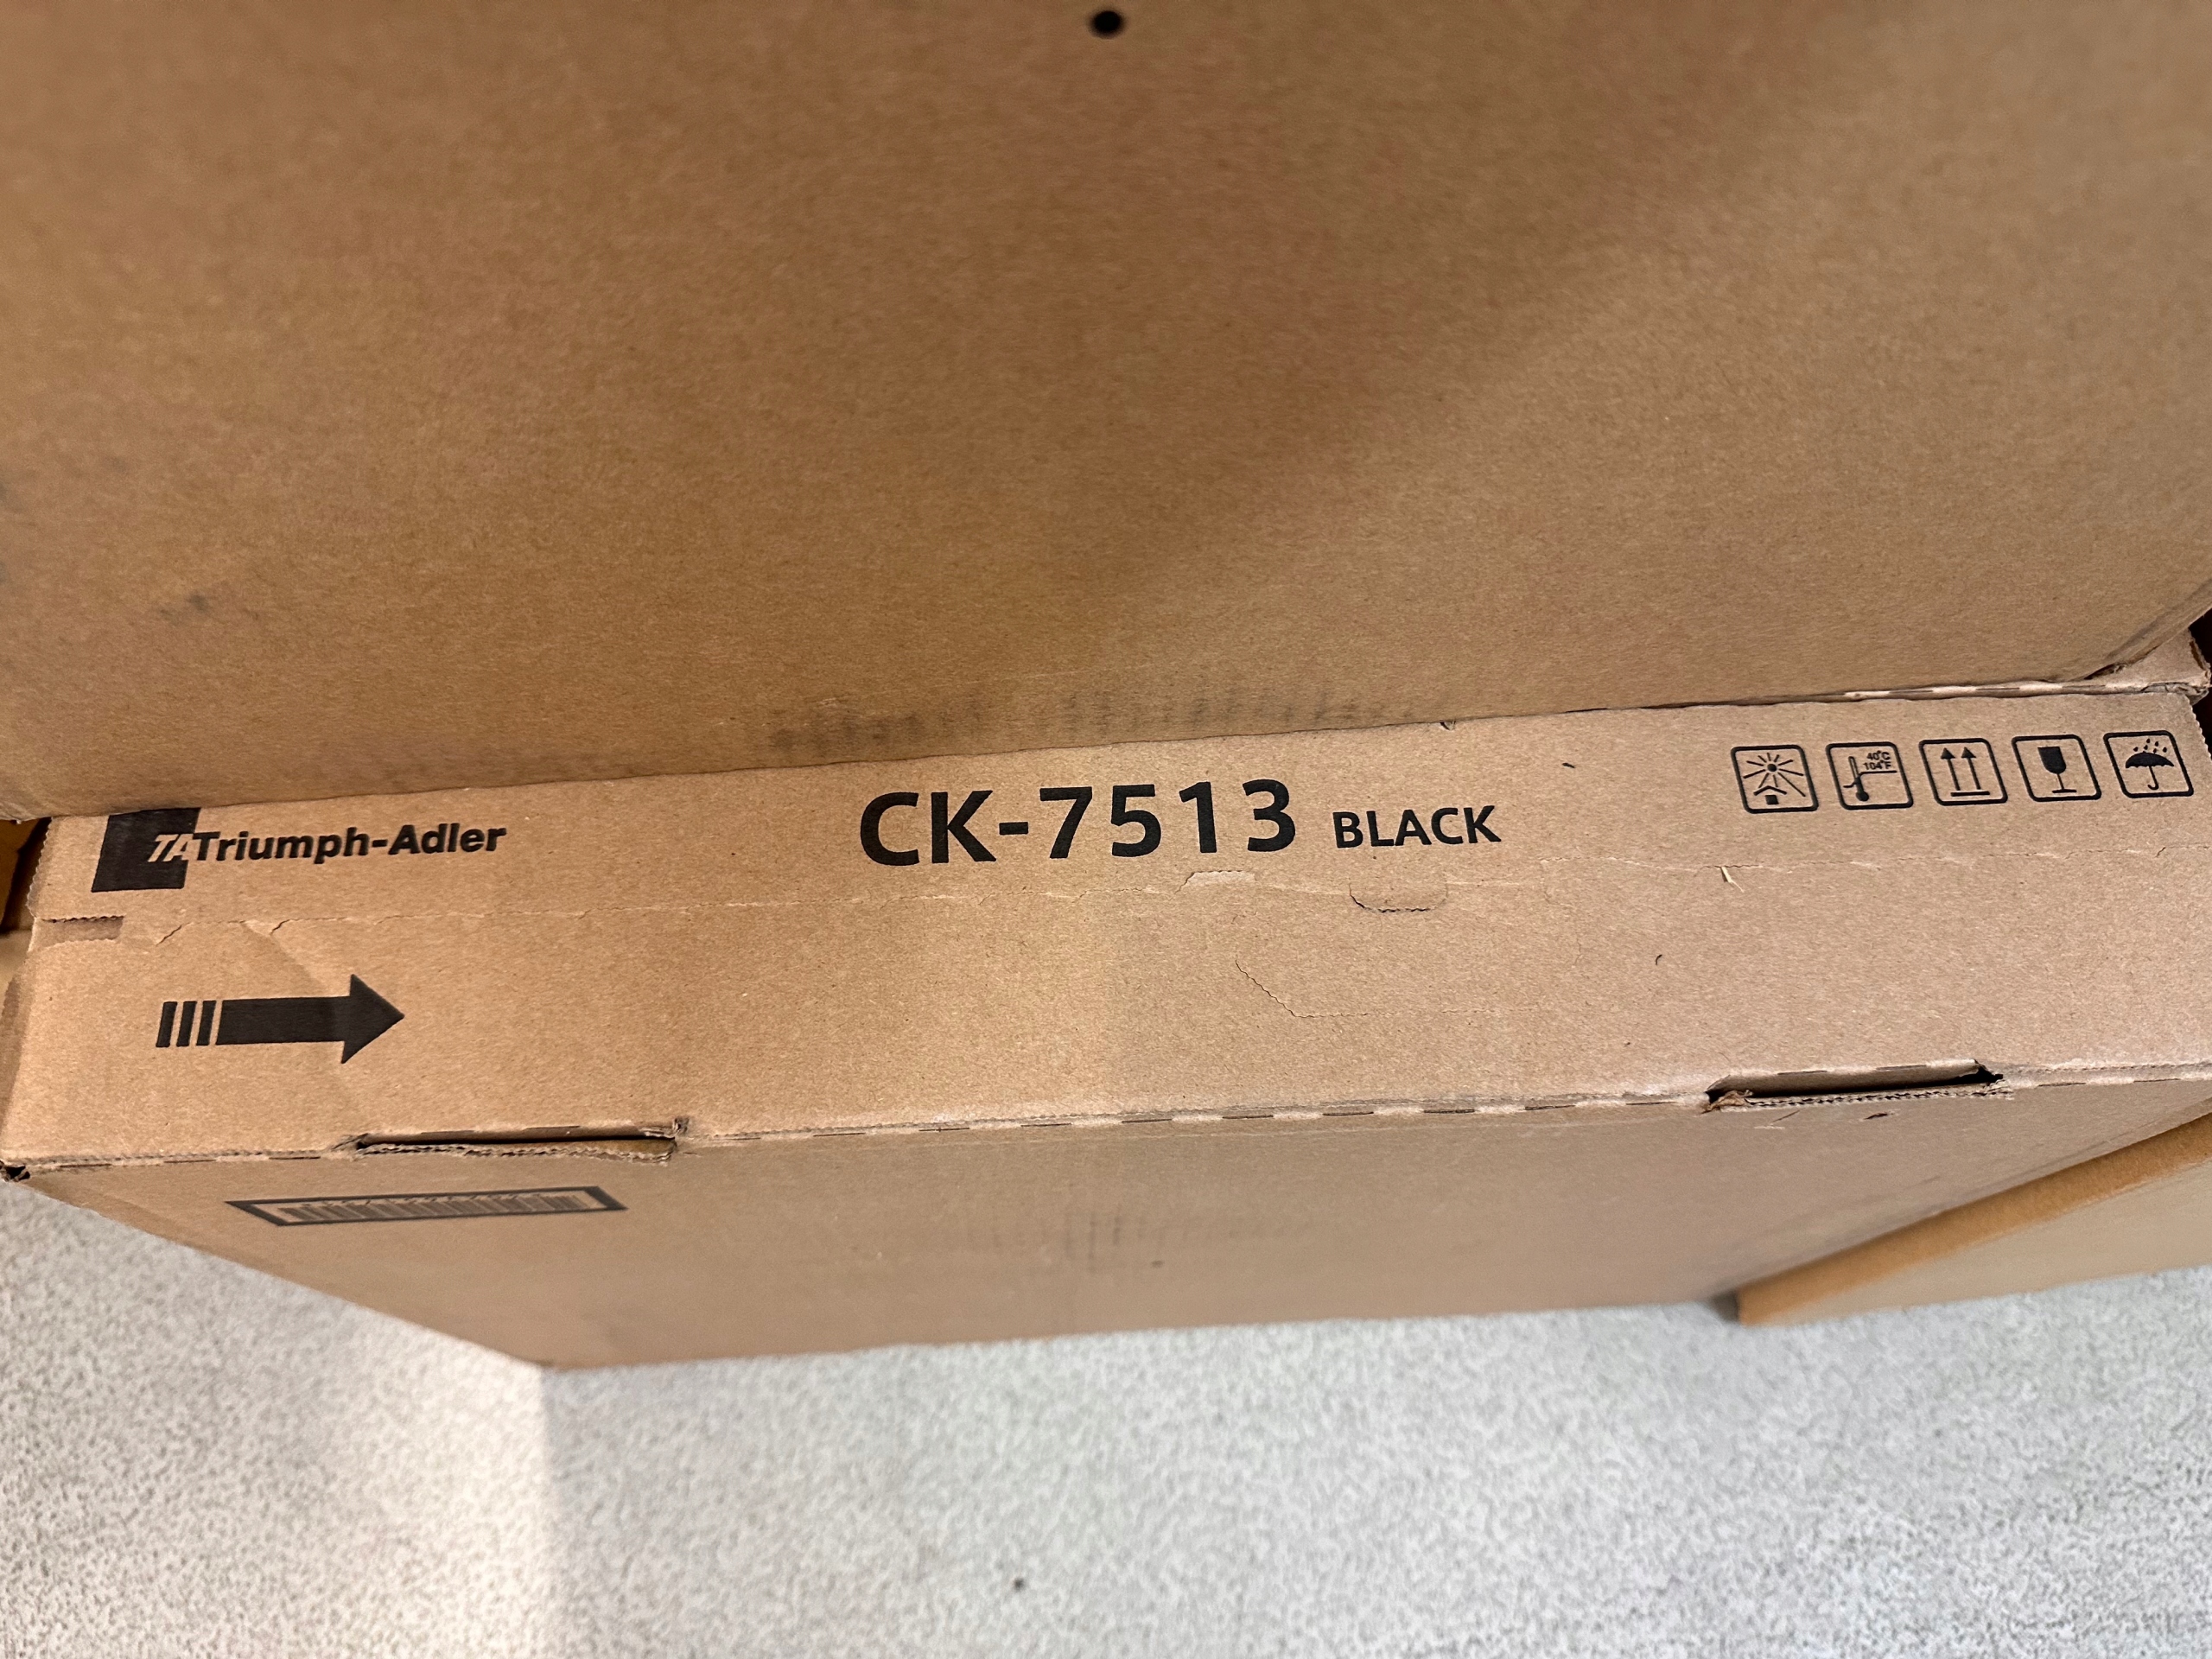 TA Triumph-Adler
CK-7513 BLACK
40°C
104°F